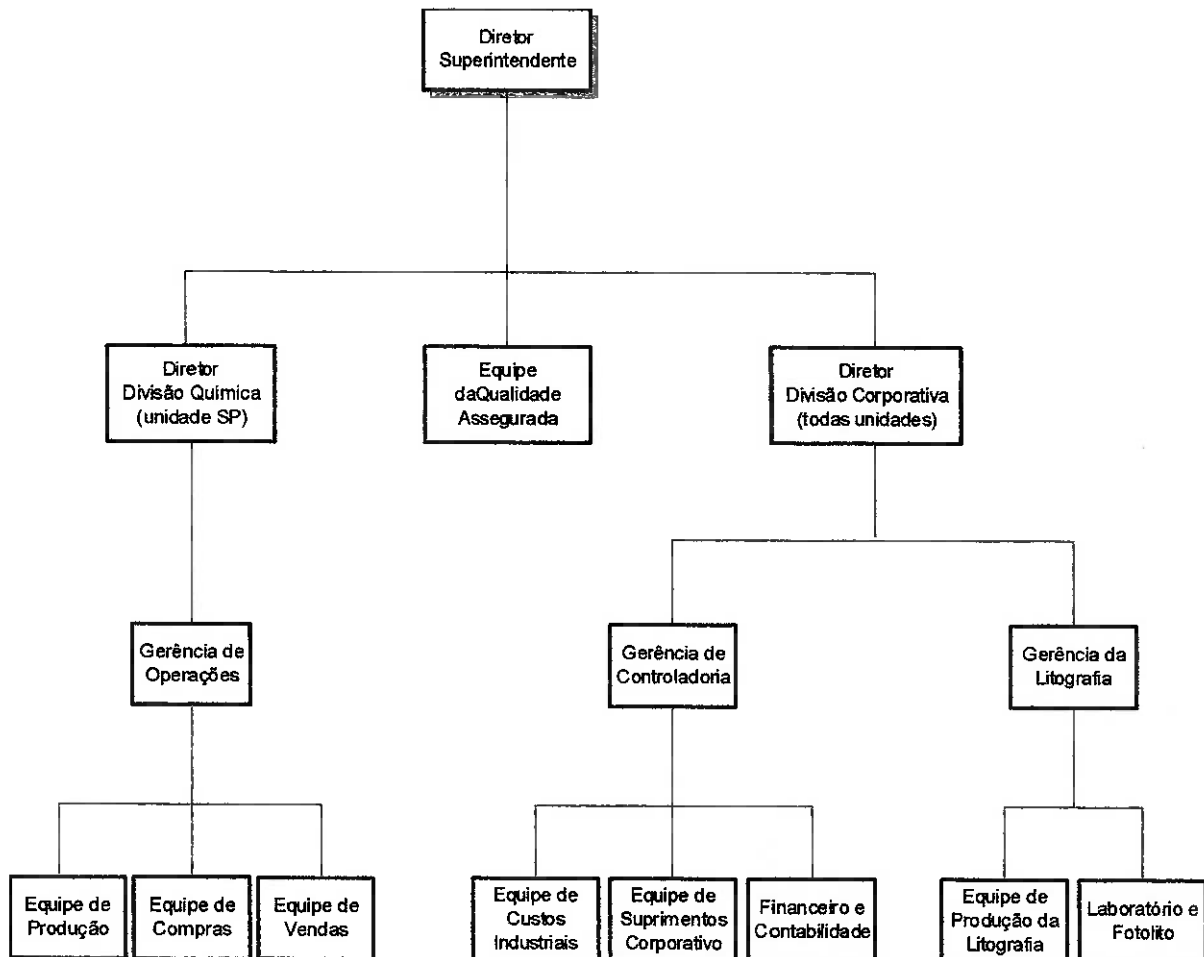 Diretor
Superintendente
Diretor
Divisão Química
(unidade SP)
Equipe
daQualidade
Assegurada
Diretor
Divisão Corporativa
(todas unidades)
Gerência de
Operações
Gerência de
Controladoria
Gerência da
Litografia
Equipe de
Produção
Equipe de
Compras
Equipe de
Vendas
Equipe de
Custos
Industriais
Equipe de
Suprimentos
Corporativo
Financeiro e
Contabilidade
Equipe de
Produção da
Litografia
Laboratório e
Fotolito